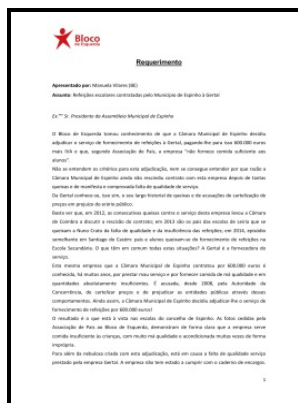 Bloco
de Esquerda
Requerimento
Apresentado por: Manuela Vilares (BE)
Assunto: Refeições escolares contratadas pelo Município de Espinho à Gertal
Ex.mo Sr. Presidente da Assembleia Municipal de Espinho
O Bloco de Esquerda tomou conhecimento de que a Câmara Municipal de Espinho decidiu
adjudicar o serviço de fornecimento de refeições à Gertal, pagando-lhe para tal 600.000 euros
mais IVA e que, segundo Associação de Pais, a empresa "não fornece comida suficiente aos
alunos".
Não se entendem os critérios para esta adjudicação, nem se consegue entender por que razão a
Câmara Municipal de Espinho ainda não rescindiu contrato com esta empresa depois de tantas
queixas e de manifesta e comprovada falta de qualidade de serviço.
Da Gertal conhece-se, isso sim, o seu largo historial de queixas e de acusações de cartelização de
preços em prejuízo do erário público.
Basta ver que, em 2012, as consecutivas queixas contra o serviço desta empresa levou a Câmara
de Coimbra a discutir a rescisão do contrato; em 2013 são os pais das escolas de Seiria que se
queixam a Nuno Crato da falta de qualidade e da insuficiência das refeições; em 2014, episódio
semelhante em Santiago do Cacém: pais e alunos queixam-se do fornecimento de refeições na
Escola Secundária. O que têm em comum todas estas situações? A Gertal é a fornecedora do
serviço.
Esta mesma empresa que a Câmara Municipal de Espinho contratou por 600.000 euros é
conhecida, há muitos anos, por prestar mau serviço e por fornecer comida de má qualidade e em
quantidades absolutamente insuficientes. É acusada, desde 2008, pela Autoridade da
Concorrência, de cartelizar preços e de prejudicar as entidades públicas através desses
comportamentos. Ainda assim, a Câmara Municipal de Espinho decidiu adjudicar-lhe o serviço de
fornecimento de refeições por 600.000 euros!
O resultado é o que está à vista nas escolas do concelho de Espinho. As fotos cedidas pela
Associação de Pais ao Bloco de Esquerda, demonstram de forma clara que a empresa serve
comida insuficiente às crianças, com muito má qualidade e acondicionada muitas vezes de forma
imprópria.
Para além da nebulosa criada com esta adjudicação, está em causa a falta de qualidade serviço
prestado pela empresa Gertal. A empresa não tem estado a cumprir com o caderno de encargos.